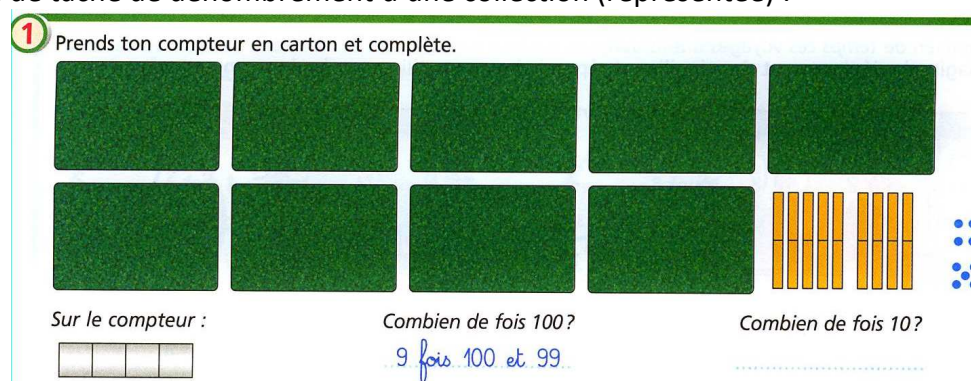 de tâche de dénombrement d'une collection (représentée) :
1 Prends ton compteur en carton et complète.
Sur le compteur :
Combien de fois 100 ?
Combien de fois 10 ?
9 fois 100 et 99